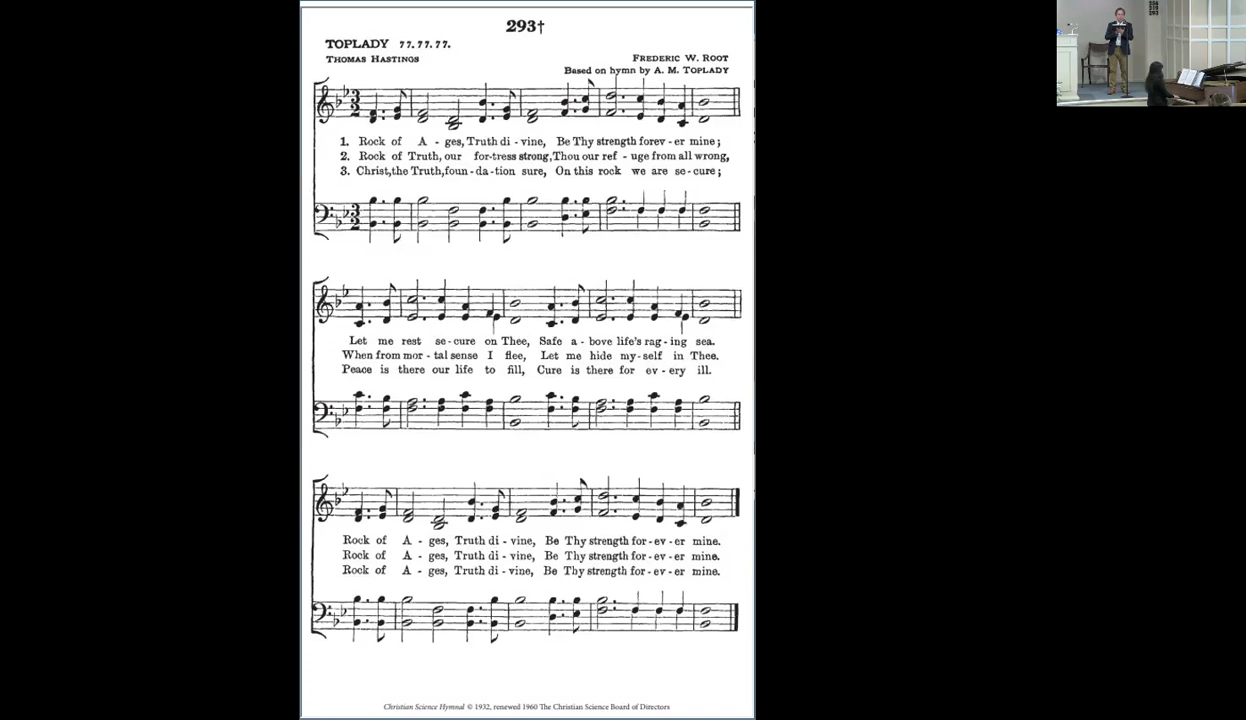 293†
TOPLADY 77. 77. 77.
THOMAS HASTINGS
FREDERIC W. ROOT
Based on hymn by A. M. TOPLADY
1. Rock of A - ges, Truth di - vine, Be Thy strength forev - er mine;
2. Rock of Truth, our for-tress strong, Thou our ref - uge from all wrong,
3. Christ, the Truth, foun - da - tion sure, On this rock we are se - cure;
Let me rest se - cure on Thee, Safe a - bove life's rag - ing sea.
When from mor - tal sense I flee, Let me hide my - self in Thee.
Peace is there our life to fill, Cure is there for ev - ery ill.
Rock of A - ges, Truth di - vine, Be Thy strength for - ev - er mine.
Rock of A - ges, Truth di - vine, Be Thy strength for - ev - er mine.
Rock of A - ges, Truth di - vine, Be Thy strength for - ev - er mine.
Christian Science Hymnal © 1932, renewed 1960 The Christian Science Board of Directors